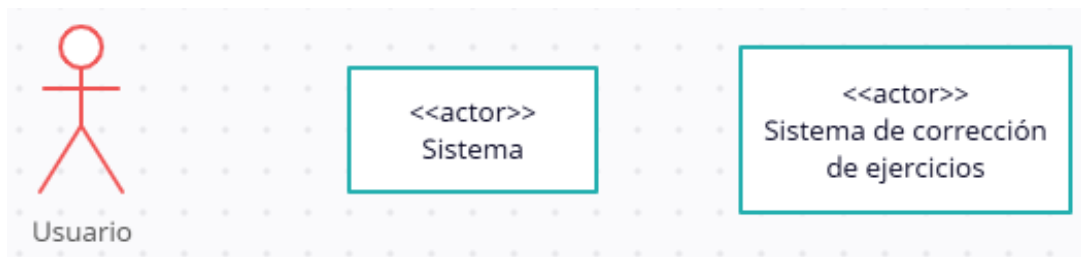 Usuario
<<actor>>
Sistema
<<actor>>
Sistema de corrección
de ejercicios